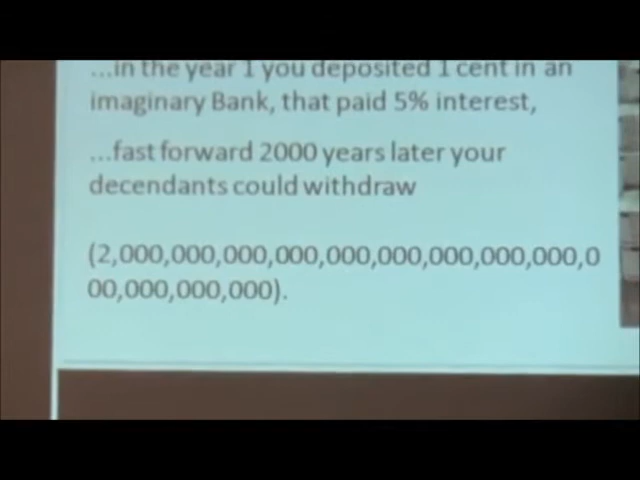 ...in the year 1 you deposited 1 cent in an
imaginary Bank, that paid 5% interest,
...fast forward 2000 years later your
decendants could withdraw
(2,000,000,000,000,000,000,000,000,000,0
00,000,000,000).